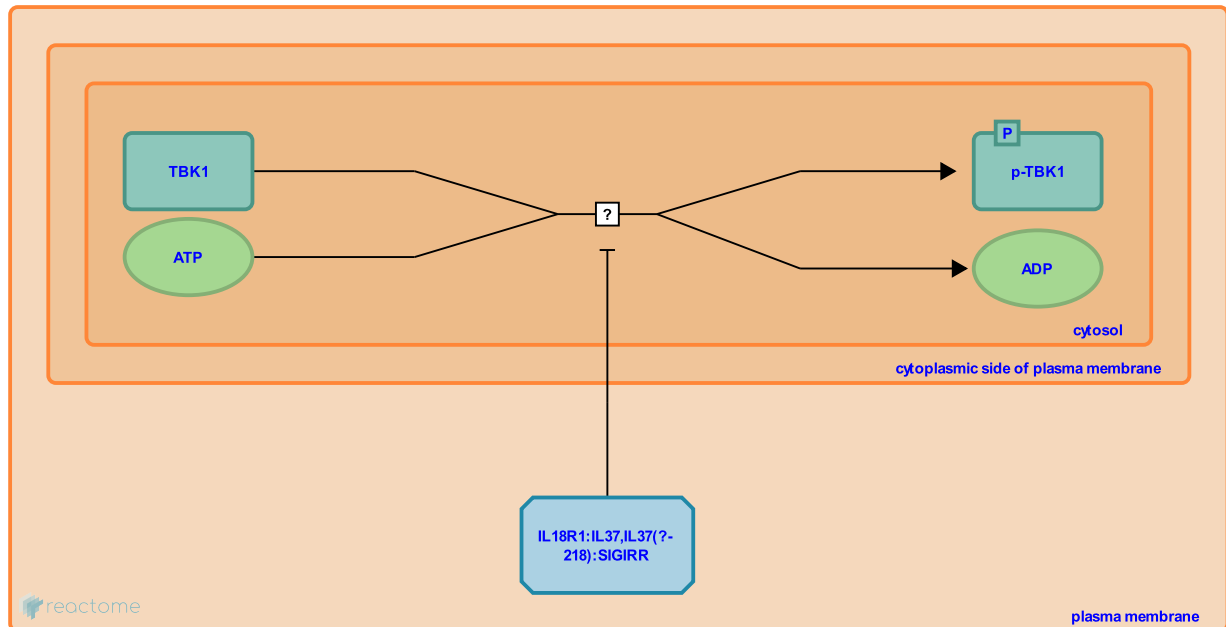 P
TBK1
p-TBK1
?
ATP
ADP
cytosol
cytoplasmic side of plasma membrane
IL18R1:IL37,IL37(?-
218):SIGIRR
reactome
plasma membrane